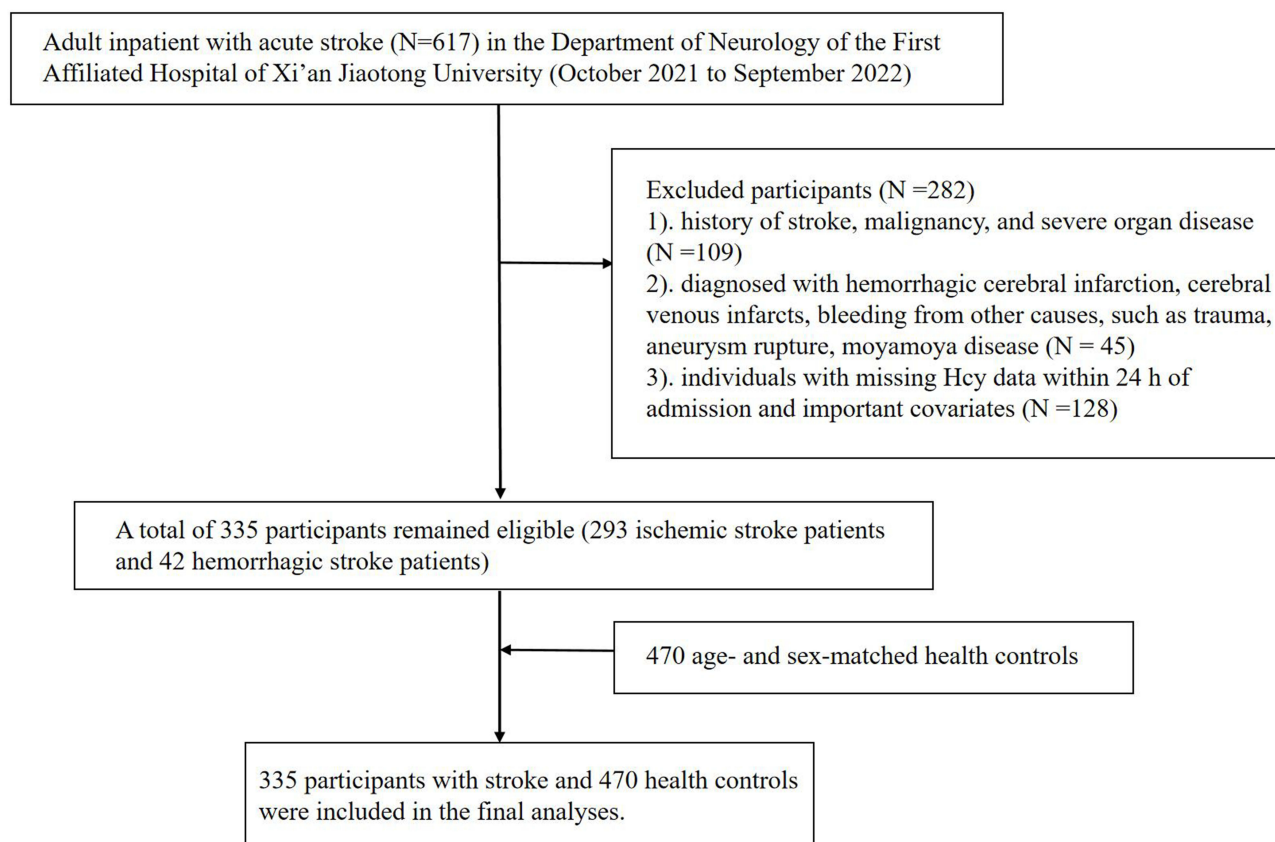 Adult inpatient with acute stroke (N=617) in the Department of Neurology of the First
Affiliated Hospital of Xi’an Jiaotong University (October 2021 to September 2022)
Excluded participants (N =282)
1). history of stroke, malignancy, and severe organ disease
(N =109)
2). diagnosed with hemorrhagic cerebral infarction, cerebral
venous infarcts, bleeding from other causes, such as trauma,
aneurysm rupture, moyamoya disease (N = 45)
3). individuals with missing Hcy data within 24 h of
admission and important covariates (N =128)
A total of 335 participants remained eligible (293 ischemic stroke patients
and 42 hemorrhagic stroke patients)
470 age- and sex-matched health controls
335 participants with stroke and 470 health controls
were included in the final analyses.